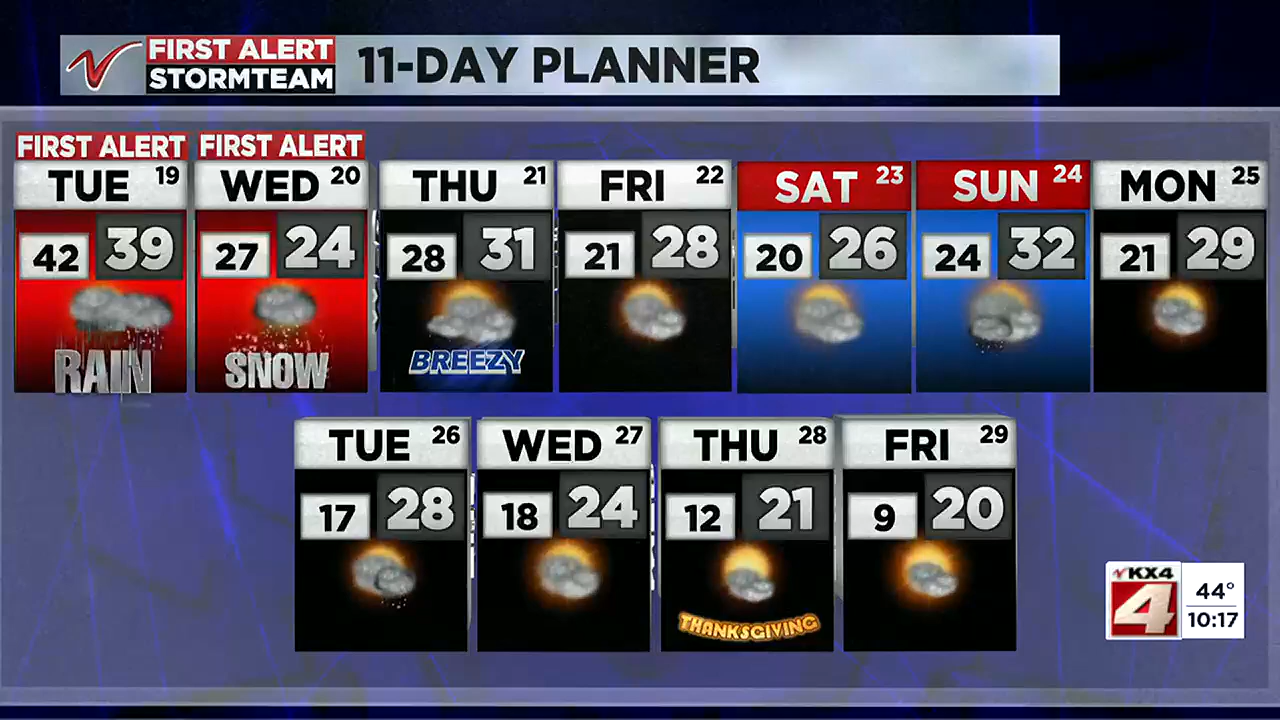 FIRST ALERT
STORMTEAM
11-DAY PLANNER
FIRST ALERT FIRST ALERT
TUE 19 WED 20 THU 21 FRI 22 SAT 23 SUN 24 MON 25
42 39 27 24 28 31 21 28 20 26 24 32 21 29
RAIN SNOW BREEZY
TUE 26 WED 27 THU 28 FRI 29
17 28 18 24 12 21 9 20
THANKSGIVING
KX4
4
44°
10:17